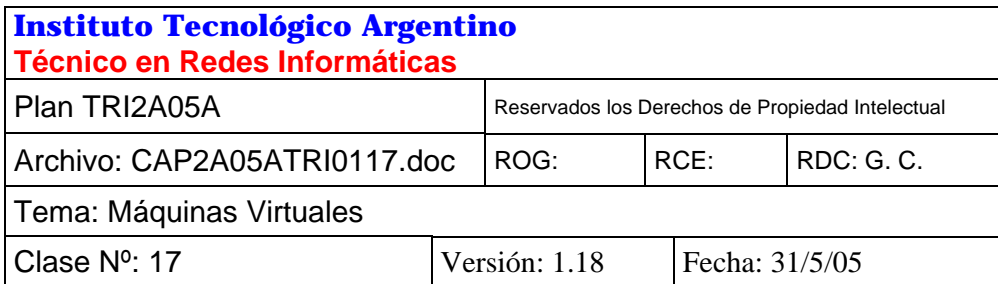 Instituto Tecnológico Argentino
Técnico en Redes Informáticas
Plan TRI2A05A
Reservados los Derechos de Propiedad Intelectual
Archivo: CAP2A05ATRI0117.doc
ROG:
RCE:
RDC: G. C.
Tema: Máquinas Virtuales
Clase Nº: 17
Versión: 1.18
Fecha: 31/5/05